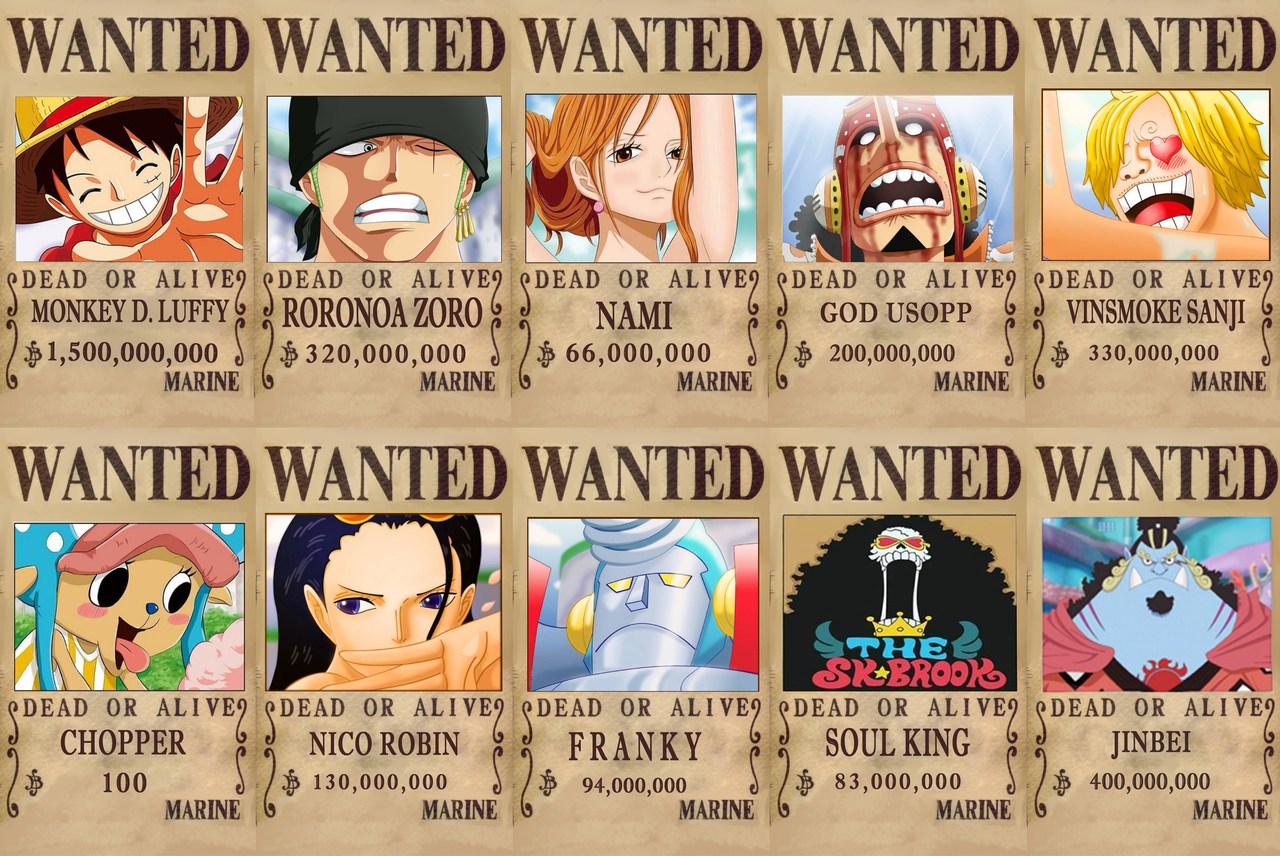 WANTED
DEAD OR ALIVE
MONKEY D. LUFFY
฿1,500,000,000
MARINE
WANTED
DEAD OR ALIVE
RORONOA ZORO
฿ 320,000,000
MARINE
WANTED
DEAD OR ALIVE
NAMI
฿ 66,000,000
MARINE
WANTED
DEAD OR ALIVE
GOD USOPP
฿ 200,000,000
MARINE
WANTED
DEAD OR ALIVE
VINSMOKE SANJI
฿ 330,000,000
MARINE
WANTED
DEAD OR ALIVE
CHOPPER
฿ 100
MARINE
WANTED
DEAD OR ALIVE
NICO ROBIN
฿ 130,000,000
MARINE
WANTED
DEAD OR ALIVE
FRANKY
฿ 94,000,000
MARINE
WANTED
THE
SK★BROOK
DEAD OR ALIVE
SOUL KING
฿ 83,000,000
MARINE
WANTED
DEAD OR ALIVE
JINBEI
฿ 400,000,000
MARINE